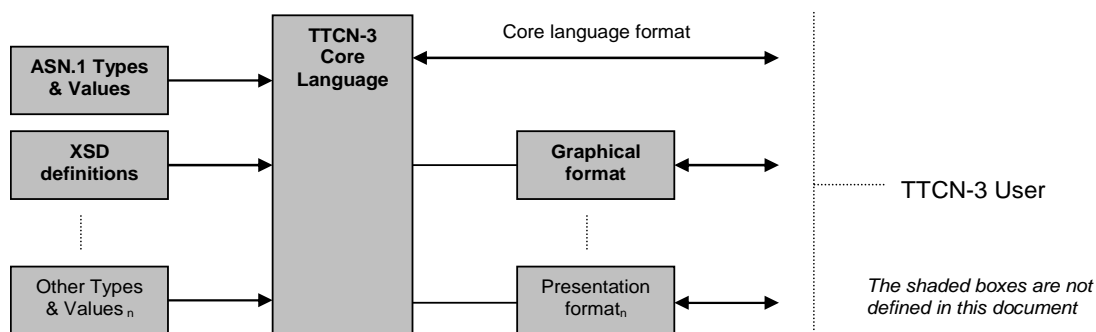 TTCN-3
Core
Language
Core language format
ASN.1 Types
& Values
XSD
definitions
Graphical
format
TTCN-3 User
Other Types
& Values n
Presentation
formatn
The shaded boxes are not
defined in this document